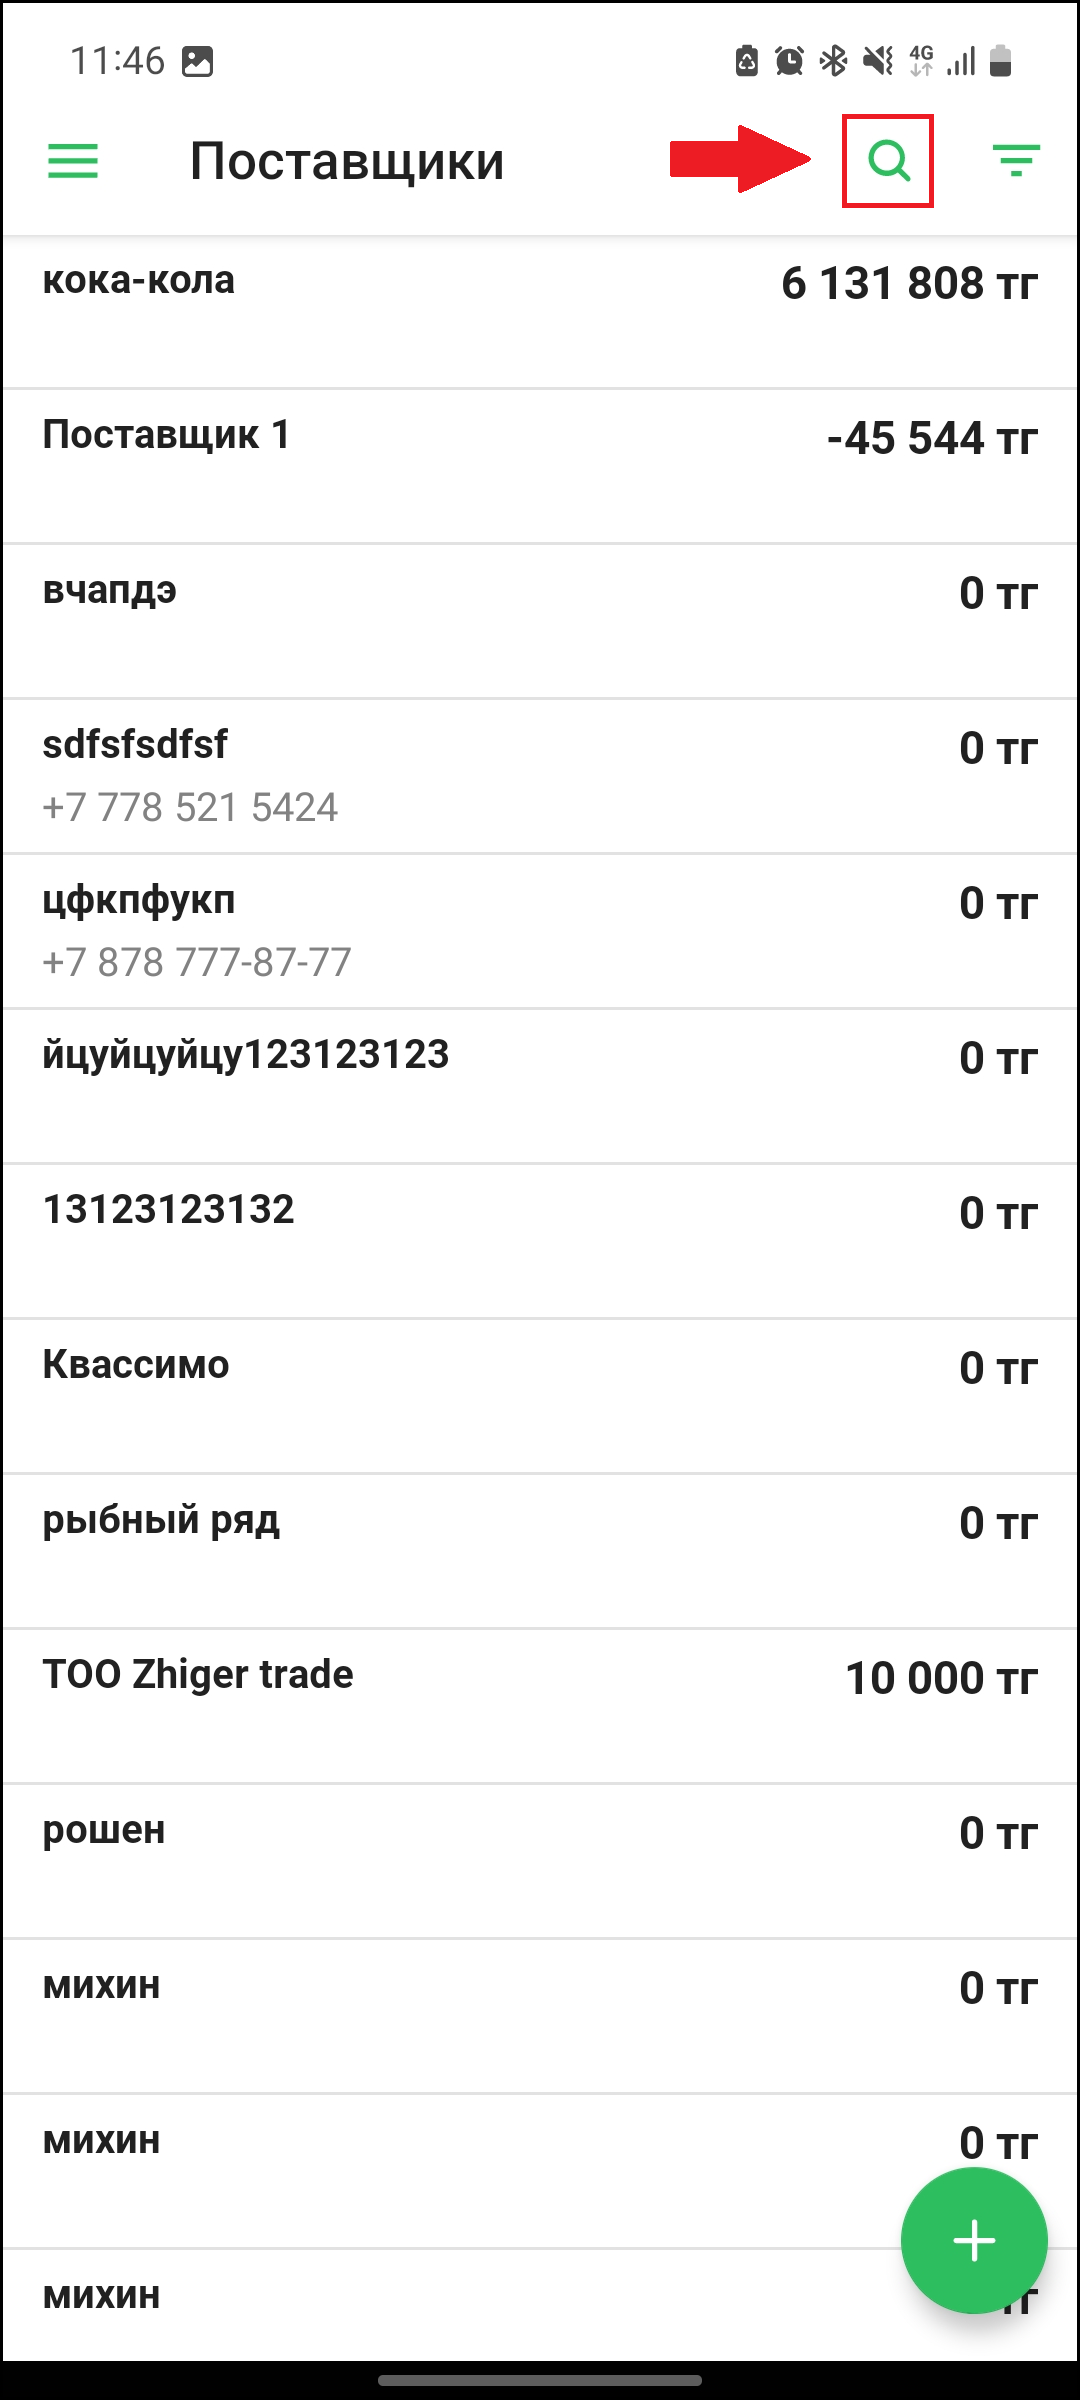 11:46
4G
Поставщики
кока-кола
6 131 808 тг
Поставщик 1
-45 544 тг
вчапдэ
0 тг
sdfsfsdfsf
0 тг
+7 778 521 5424
цфкпфукп
0 тг
+7 878 777-87-77
йцуйцуйцу123123123
0 тг
13123123132
0 тг
Квассимо
0 тг
рыбный ряд
0 тг
ТОО Zhiger trade
10 000 тг
рошен
0 тг
михин
0 тг
михин
0 тг
михин